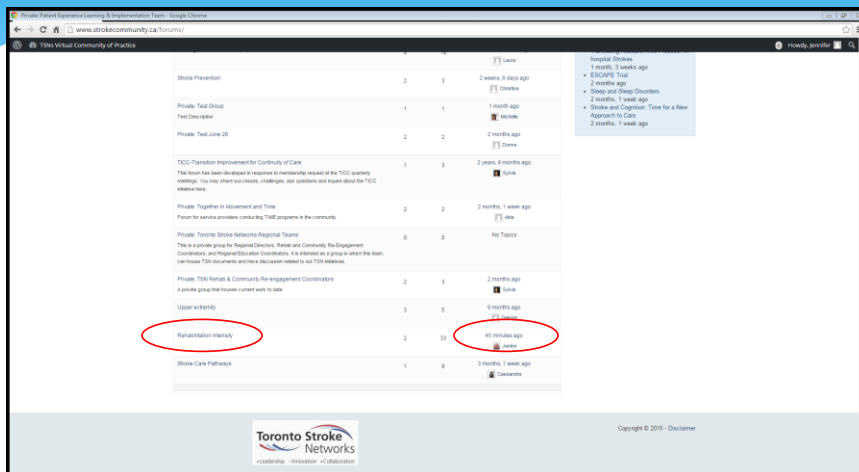 Private: Patient Experience Learning & Implementation Team - Google Chrome
www.strokecommunity.ca/forums/
TSNs Virtual Community of Practice
Howdy, Jennifer
Laura
hospital Strokes
1 month, 3 weeks ago
ESCAPE Trial
2 months ago
Sleep and Sleep Disorders
2 months, 1 week ago
Stroke and Cognition: Time for a New
Approach to Care
2 months, 1 week ago
Stroke Prevention 2 3 2 weeks, 6 days ago
Christina
Private: Test Group 1 1 1 month ago
Test Description Michelle
Private: Test June 26 2 2 2 months ago
Donna
TICC-Transition Improvement for Continuity of Care 1 3 2 years, 8 months ago
This forum has been developed in response to membership request at the TICC quarterly Sylvia
meetings. You may share successes, challenges, ask questions and inquire about the TICC
initiative here.
Private: Together In Movement and Time 2 2 2 months, 1 week ago
Forum for service providers conducting TIME programs in the community Alda
Private: Toronto Stroke Networks Regional Teams 0 0 No Topics
This is a private group for Regional Directors, Rehab and Community Re-Engagement
Coordinators, and Regional Education Coordinators. It is intended as a group in which this team
can house TSN documents and have discussion related to out TSN initiatives.
Private: TSN Rehab & Community Re-engagement Coordinators 2 3 2 months ago
A private group that houses current work to date. Sylvia
Upper extremity 3 5 9 months ago
Rehabilitation Intensity 2 33 45 minutes ago
Janine
Stroke Care Pathways 1 8 3 months, 1 week ago
Cassandra
Toronto Stroke
Networks
•Leadership •Innovation •Collaboration
Copyright © 2015 - Disclaimer